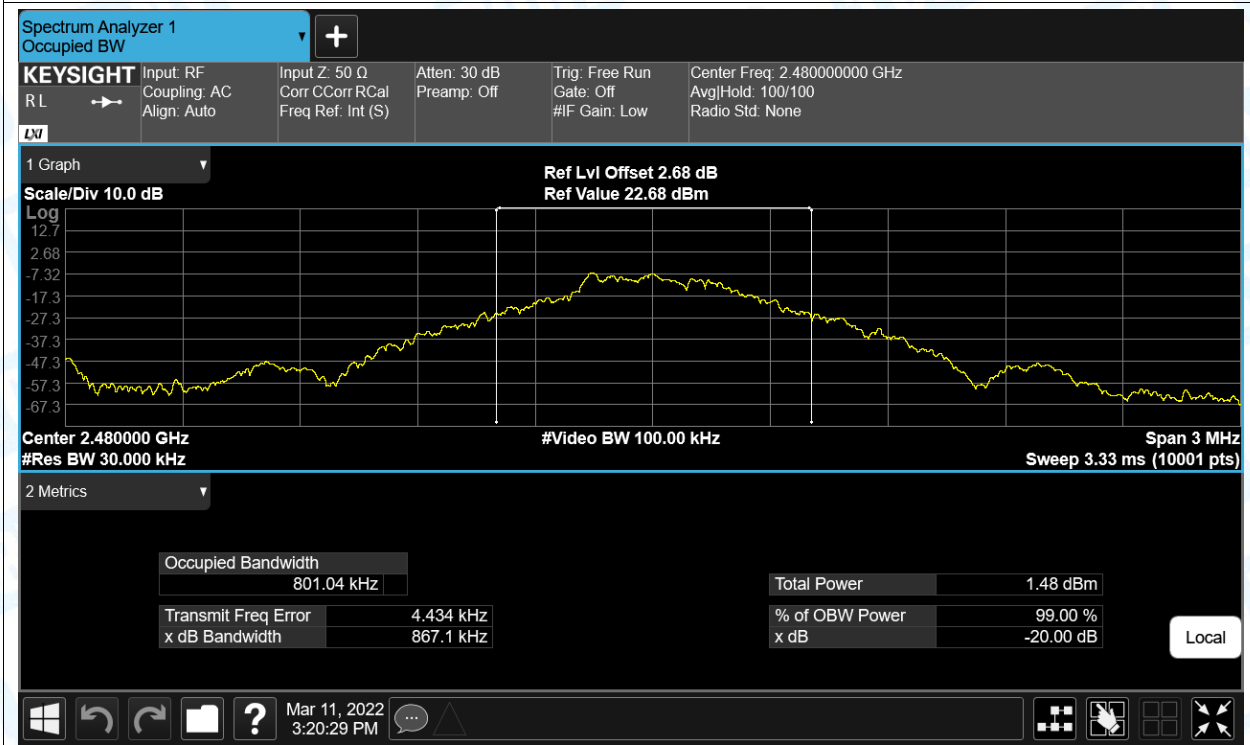 Spectrum Analyzer 1
Occupied BW
KEYSIGHT
R L
LXI
Input: RF
Coupling: AC
Align: Auto
Input Z: 50 Ω
Corr CCorr RCal
Freq Ref: Int (S)
Atten: 30 dB
Preamp: Off
Trig: Free Run
Gate: Off
#IF Gain: Low
Center Freq: 2.480000000 GHz
Avg|Hold: 100/100
Radio Std: None
1 Graph
Scale/Div 10.0 dB
Ref Lvl Offset 2.68 dB
Ref Value 22.68 dBm
Log
12.7
2.68
-7.32
-17.3
-27.3
-37.3
-47.3
-57.3
-67.3
Center 2.480000 GHz
#Res BW 30.000 kHz
#Video BW 100.00 kHz
Span 3 MHz
Sweep 3.33 ms (10001 pts)
2 Metrics
Occupied Bandwidth
801.04 kHz
Transmit Freq Error 4.434 kHz
x dB Bandwidth 867.1 kHz
Total Power 1.48 dBm
% of OBW Power 99.00 %
x dB -20.00 dB
Local
?
Mar 11, 2022
3:20:29 PM